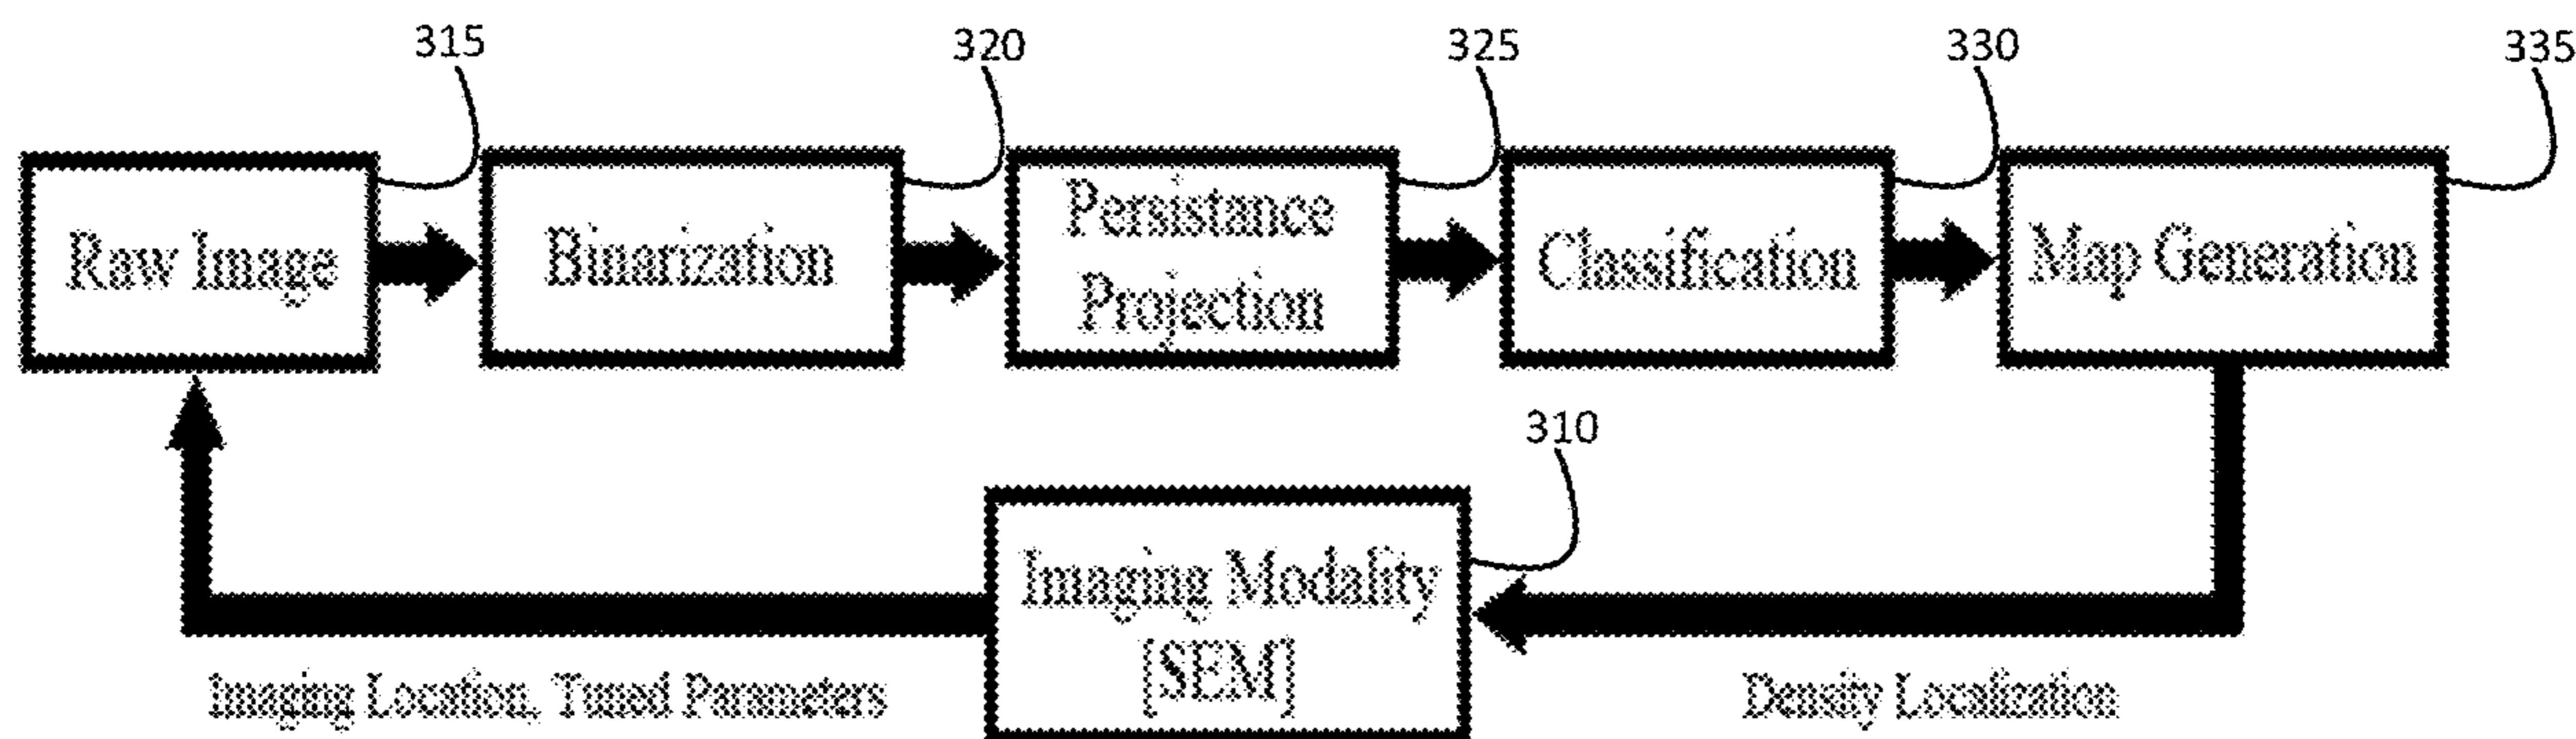 315
320
325
330
335
Raw Image
Binarization
Persistance
Projection
Classification
Map Generation
310
Imaging Modality
[SEM]
Imaging Location, Tuned Parameters
Density Localization